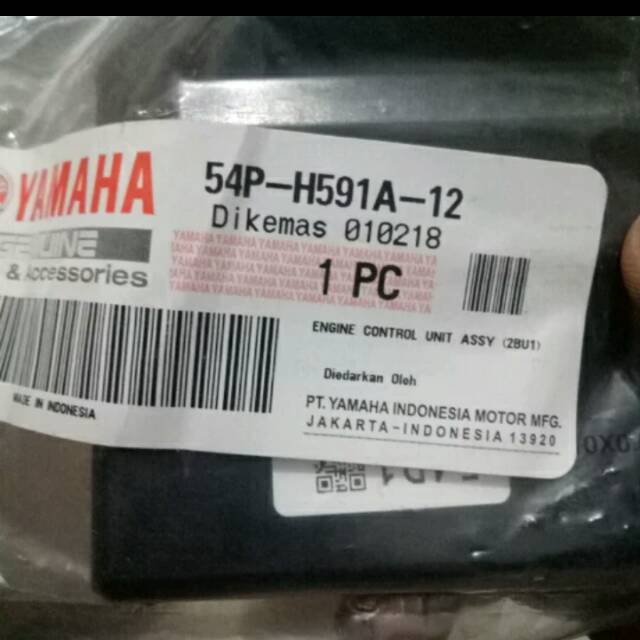 YAMAHA
54P-H591A-12
Dikemas 010218
GENUINE
& Accessories
1 PC
ENGINE CONTROL UNIT ASSY (2BU1)
Diedarkan Oleh
PT. YAMAHA INDONESIA MOTOR MFG.
JAKARTA-INDONESIA 13920
MADE IN INDONESIA